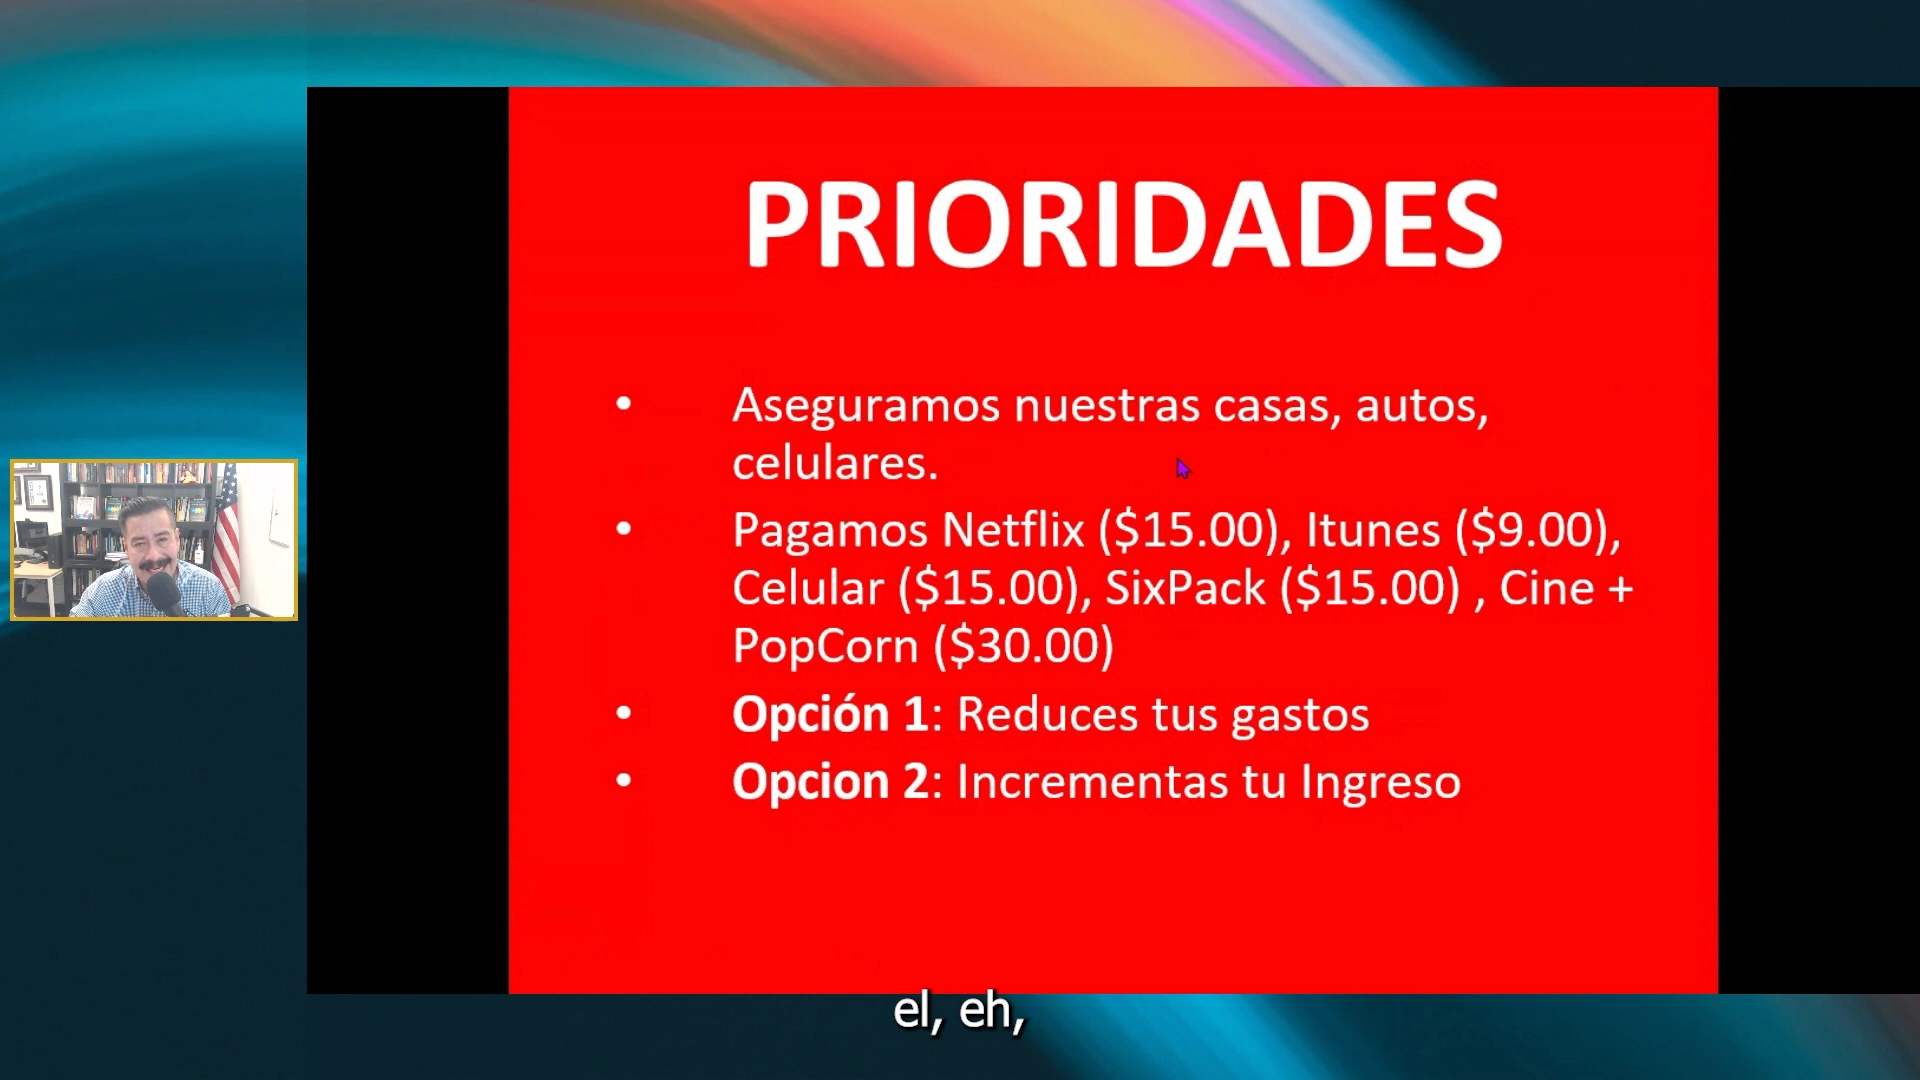 PRIORIDADES
• Aseguramos nuestras casas, autos,
celulares.
• Pagamos Netflix ($15.00), Itunes ($9.00),
Celular ($15.00), SixPack ($15.00) , Cine +
PopCorn ($30.00)
• Opción 1: Reduces tus gastos
• Opcion 2: Incrementas tu Ingreso
el, eh,